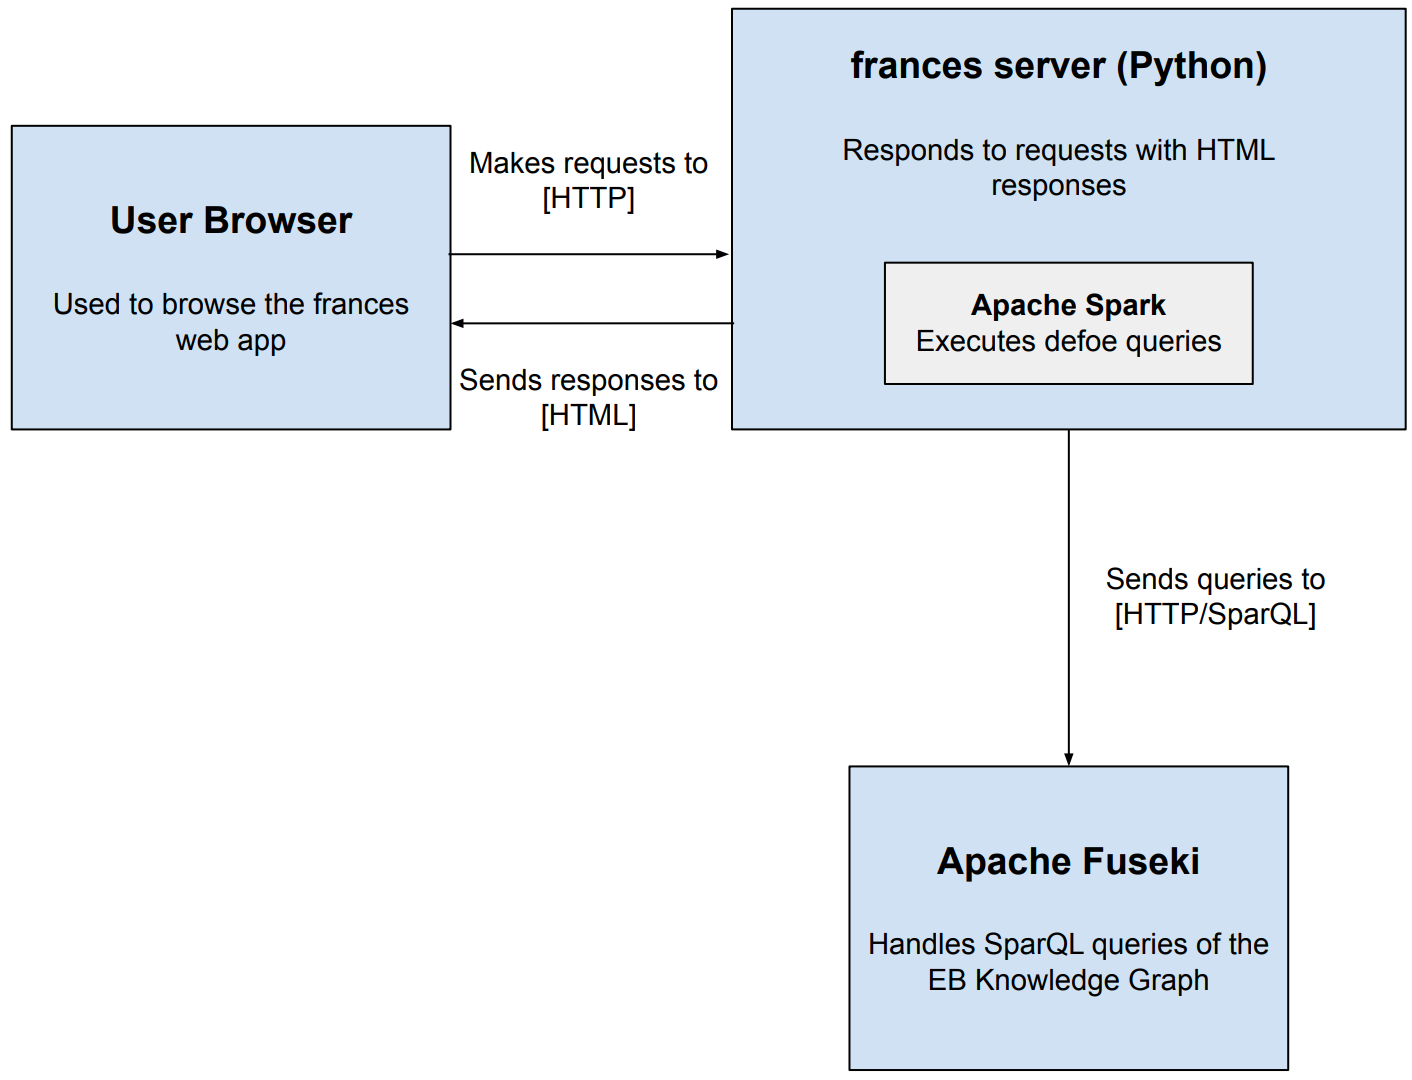 frances server (Python)
Responds to requests with HTML
responses
Makes requests to
[HTTP]
User Browser
Used to browse the frances
web app
Apache Spark
Executes defoe queries
Sends responses to
[HTML]
Sends queries to
[HTTP/SparQL]
Apache Fuseki
Handles SparQL queries of the
EB Knowledge Graph